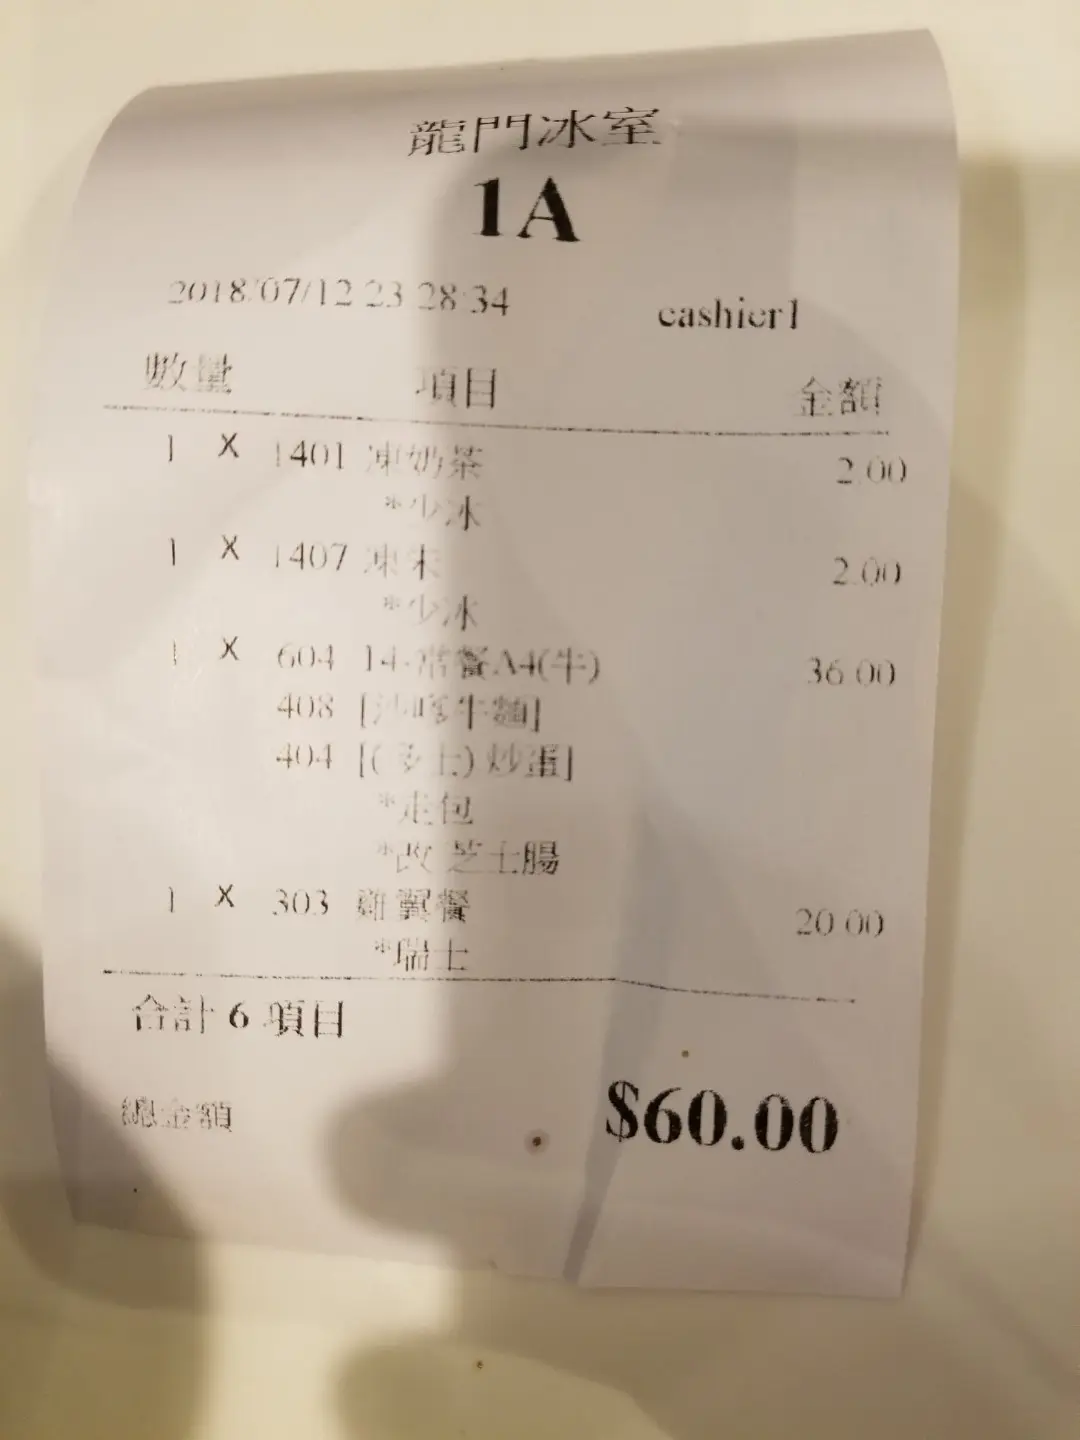 龍門冰室
1A
2018/07/12 23:28:34 cashier1
數量 項目 金額
1 X 1401 凍奶茶 2.00
*少冰
1 X 1407 凍朱 2.00
*少冰
1 X 604 餐A4(牛) 36.00
408 [沙嗲牛麵]
404 [(多士) 炒蛋]
*走包
*改 芝士腸
1 X 303 雞翼餐 20.00
*瑞士
合計 6 項目
總金額 $60.00